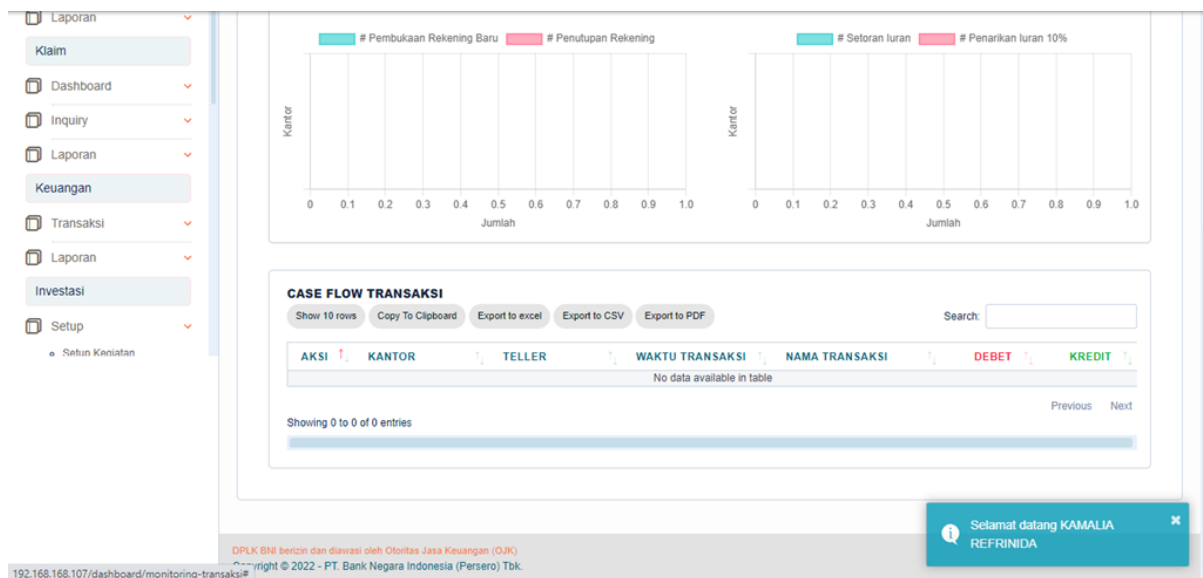 Laporan
Klaim
Dashboard
Inquiry
Laporan
Keuangan
Transaksi
Laporan
Investasi
Setup
Setup Kegiatan
# Pembukaan Rekening Baru # Penutupan Rekening
Kantor
0 0.1 0.2 0.3 0.4 0.5 0.6 0.7 0.8 0.9 1.0
Jumlah
# Setoran Iuran # Penarikan Iuran 10%
Kantor
0 0.1 0.2 0.3 0.4 0.5 0.6 0.7 0.8 0.9 1.0
Jumlah
CASE FLOW TRANSAKSI
Show 10 rows Copy To Clipboard Export to excel Export to CSV Export to PDF Search:
AKSI KANTOR TELLER WAKTU TRANSAKSI NAMA TRANSAKSI DEBET KREDIT
No data available in table
Previous Next
Showing 0 to 0 of 0 entries
Selamat datang KAMALIA
REFRINIDA
DPLK BNI berizin dan diawasi oleh Otoritas Jasa Keuangan (OJK)
Copyright © 2022 - PT. Bank Negara Indonesia (Persero) Tbk.
192.168.168.107/dashboard/monitoring-transaksi#